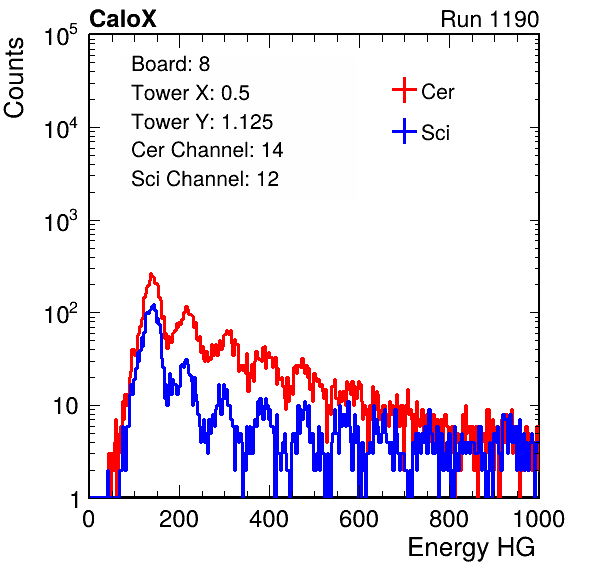 CaloX Run 1190
Counts
Board: 8
Tower X: 0.5
Tower Y: 1.125
Cer Channel: 14
Sci Channel: 12
Cer
Sci
10^5
10^4
10^3
10^2
10
1
0 200 400 600 800 1000
Energy HG